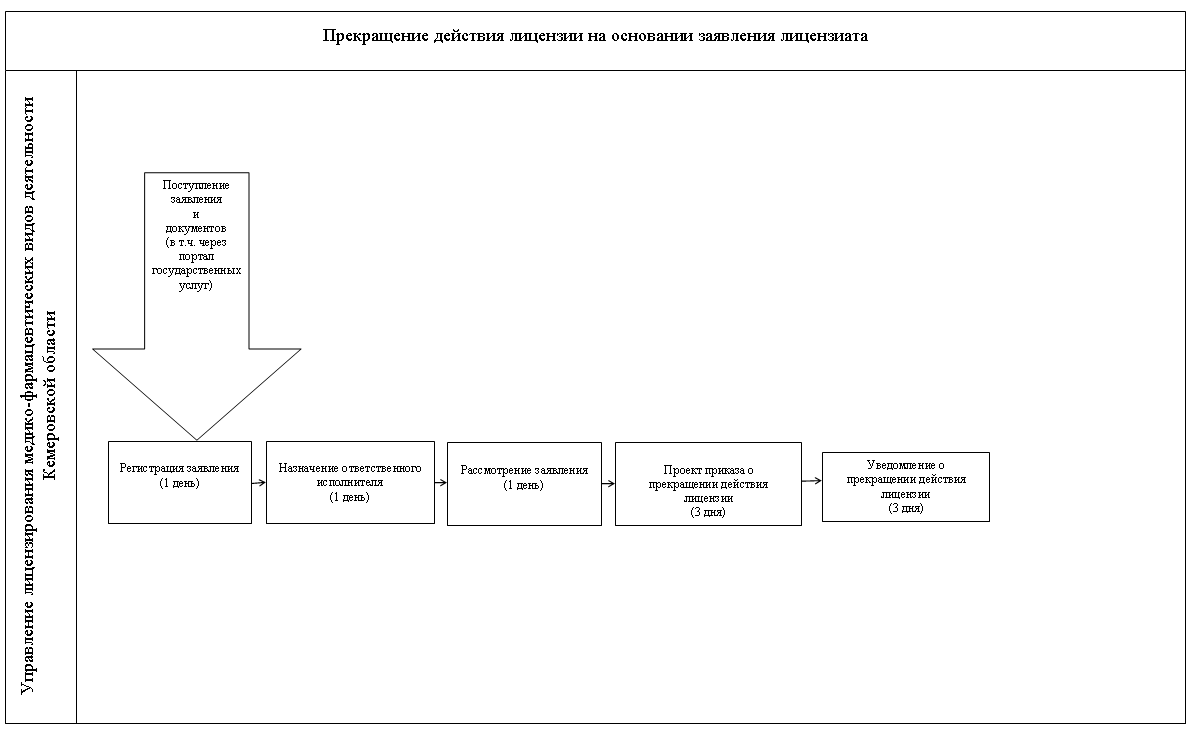 Прекращение действия лицензии на основании заявления лицензиата
Управление лицензирования медико-фармацевтических видов деятельности
Кемеровской области
Поступление
заявления
и
документов
(в т.ч. через
портал
государственных
услуг)
Регистрация заявления
(1 день)
Назначение ответственного
исполнителя
(1 день)
Рассмотрение заявления
(1 день)
Проект приказа о
прекращении действия
лицензии
(3 дня)
Уведомление о
прекращении действия
лицензии
(3 дня)